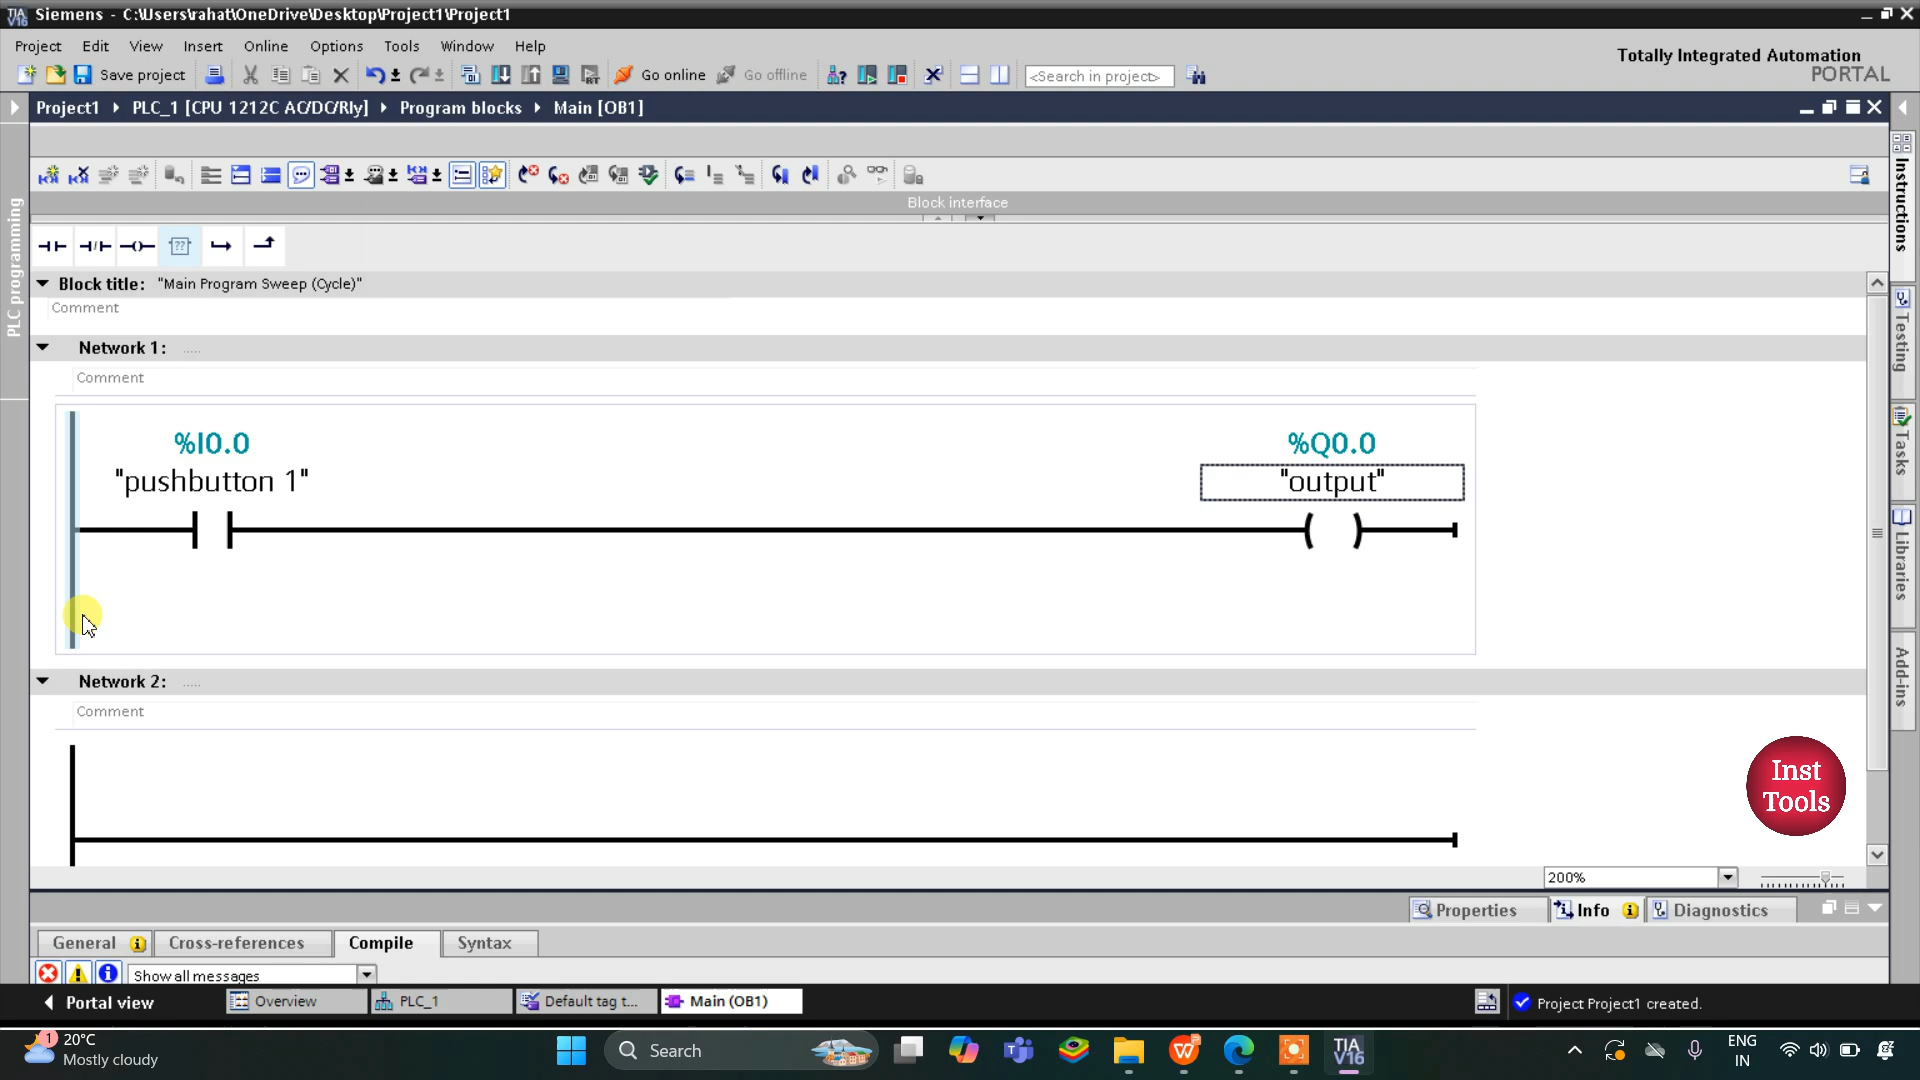 Siemens - C:\Users\rahat\OneDrive\Desktop\Project1\Project1
Project Edit View Insert Online Options Tools Window Help
Totally Integrated Automation
PORTAL
Save project
Go online
Go offline
<Search in project>
Project1 PLC_1 [CPU 1212C AC/DC/Rly] Program blocks Main [OB1]
Block interface
PLC programming
Instructions
Testing
Tasks
Libraries
Add-ins
Block title: "Main Program Sweep (Cycle)"
Comment
Network 1: .....
Comment
%I0.0
"pushbutton 1"
%Q0.0
"output"
Network 2: .....
Comment
Inst
Tools
200%
Properties
Info
Diagnostics
General
Cross-references
Compile
Syntax
Show all messages
Portal view
Overview
PLC_1
Default tag t...
Main (OB1)
Project Project1 created.
1
20°C
Mostly cloudy
Search
TIA
V16
ENG
IN